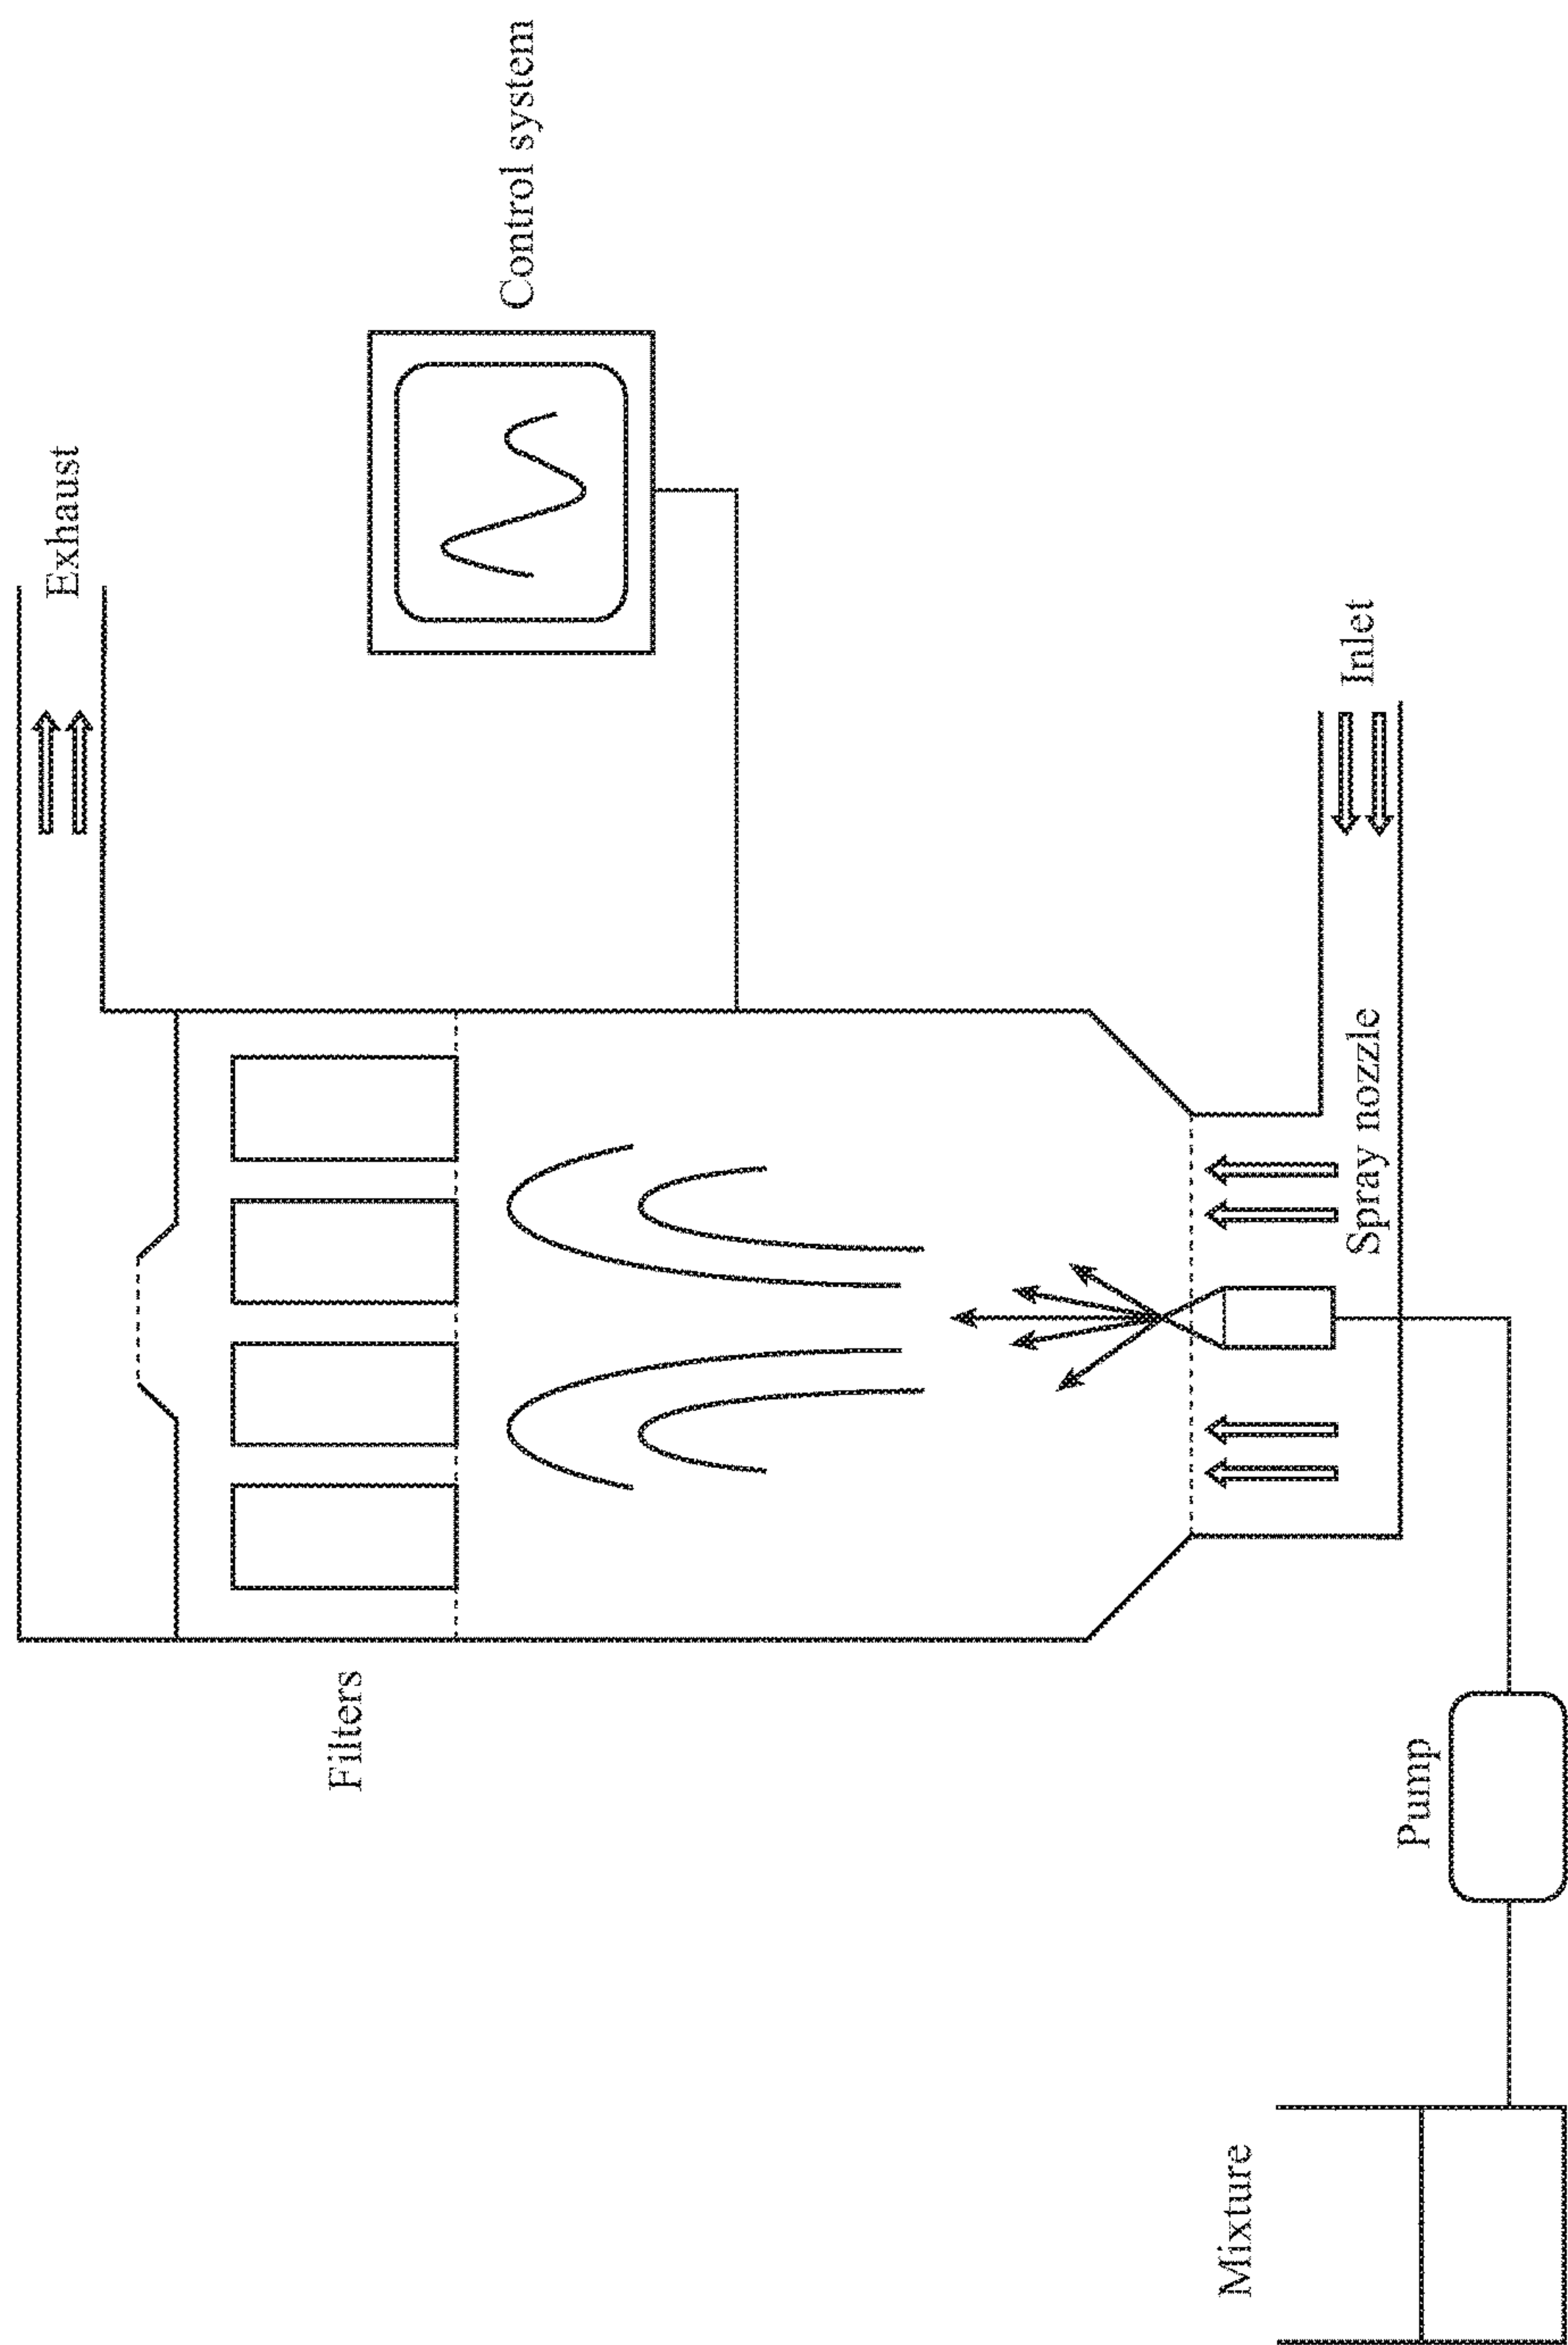 Exhaust
Control system
Filters
Inlet
Spray nozzle
Pump
Mixture